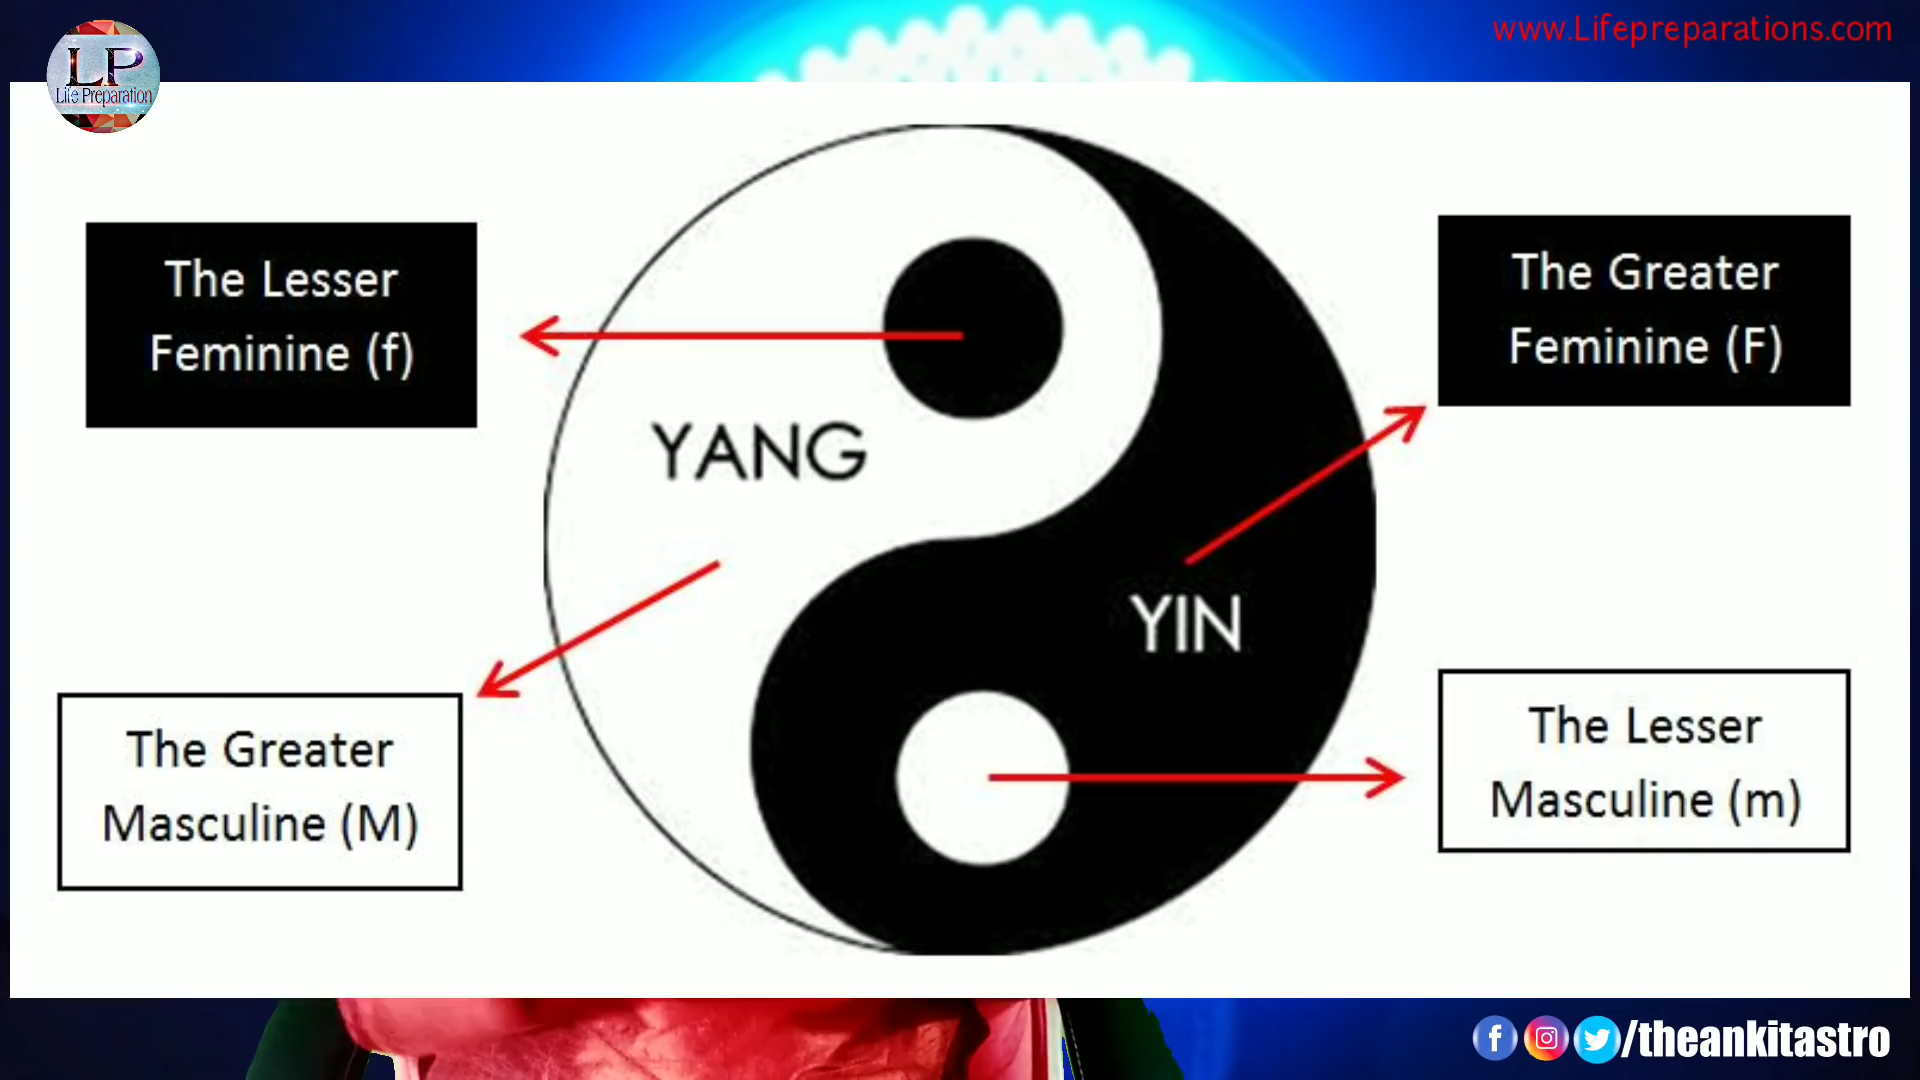 www.Lifepreparations.com
LP
Life Preparation
The Lesser
Feminine (f)
The Greater
Feminine (F)
YANG
YIN
The Greater
Masculine (M)
The Lesser
Masculine (m)
/theankitastro